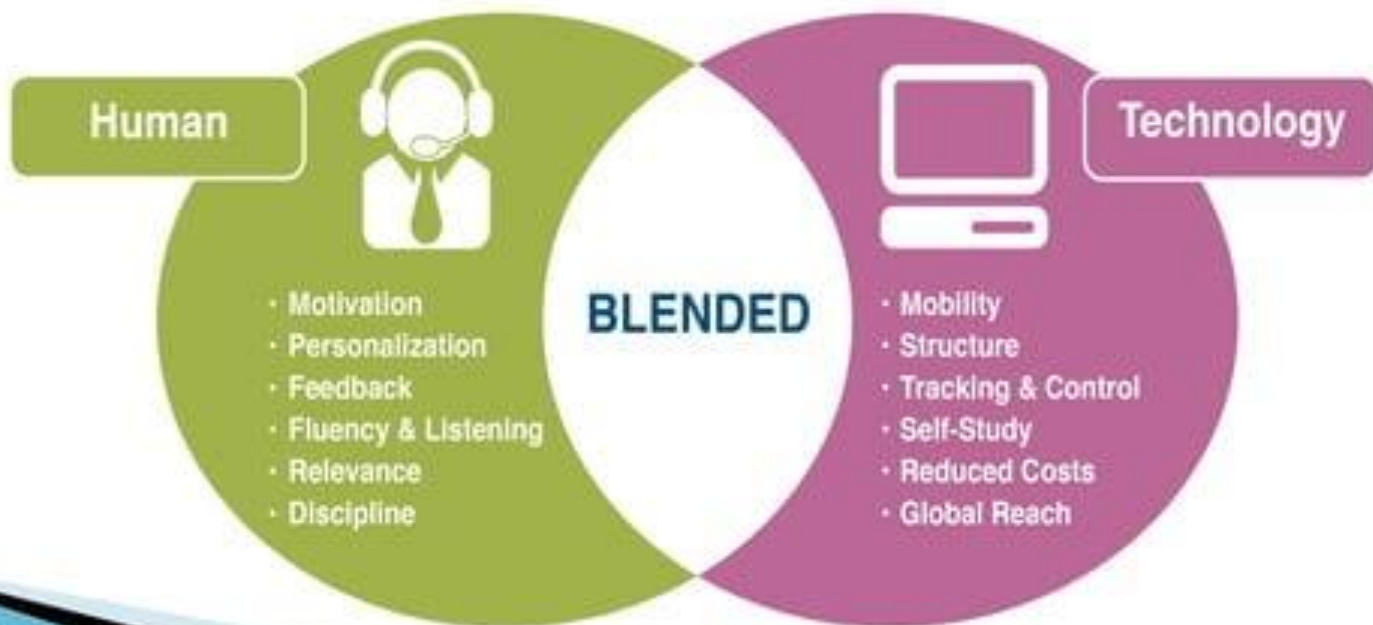 Human
· Motivation
· Personalization
· Feedback
· Fluency & Listening
· Relevance
· Discipline
BLENDED
Technology
· Mobility
· Structure
· Tracking & Control
· Self-Study
· Reduced Costs
· Global Reach